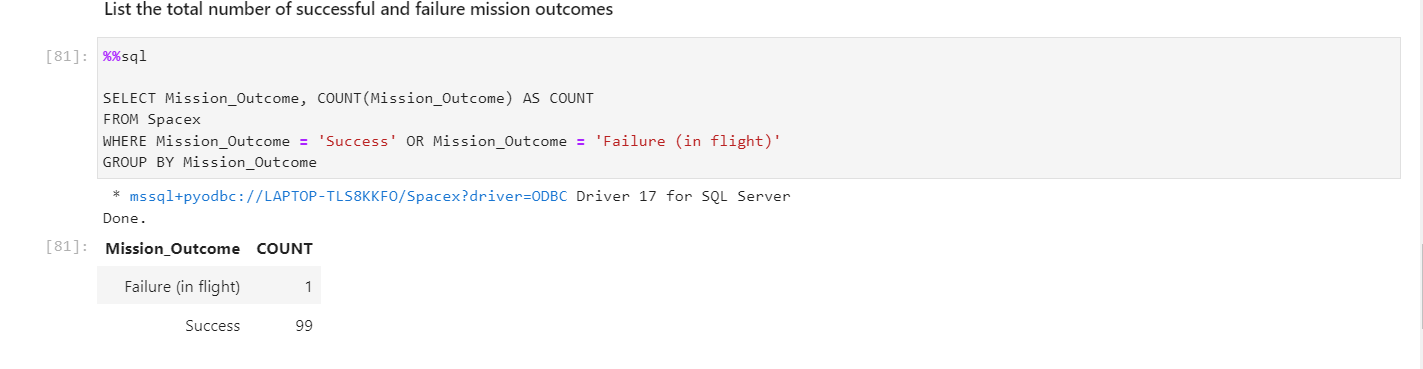 List the total number of successful and failure mission outcomes
[81]: %%sql
SELECT Mission_Outcome, COUNT(Mission_Outcome) AS COUNT
FROM Spacex
WHERE Mission_Outcome = 'Success' OR Mission_Outcome = 'Failure (in flight)'
GROUP BY Mission_Outcome
* mssql+pyodbc://LAPTOP-TLS8KKFO/Spacex?driver=ODBC Driver 17 for SQL Server
Done.
[81]: Mission_Outcome COUNT
Failure (in flight) 1
Success 99